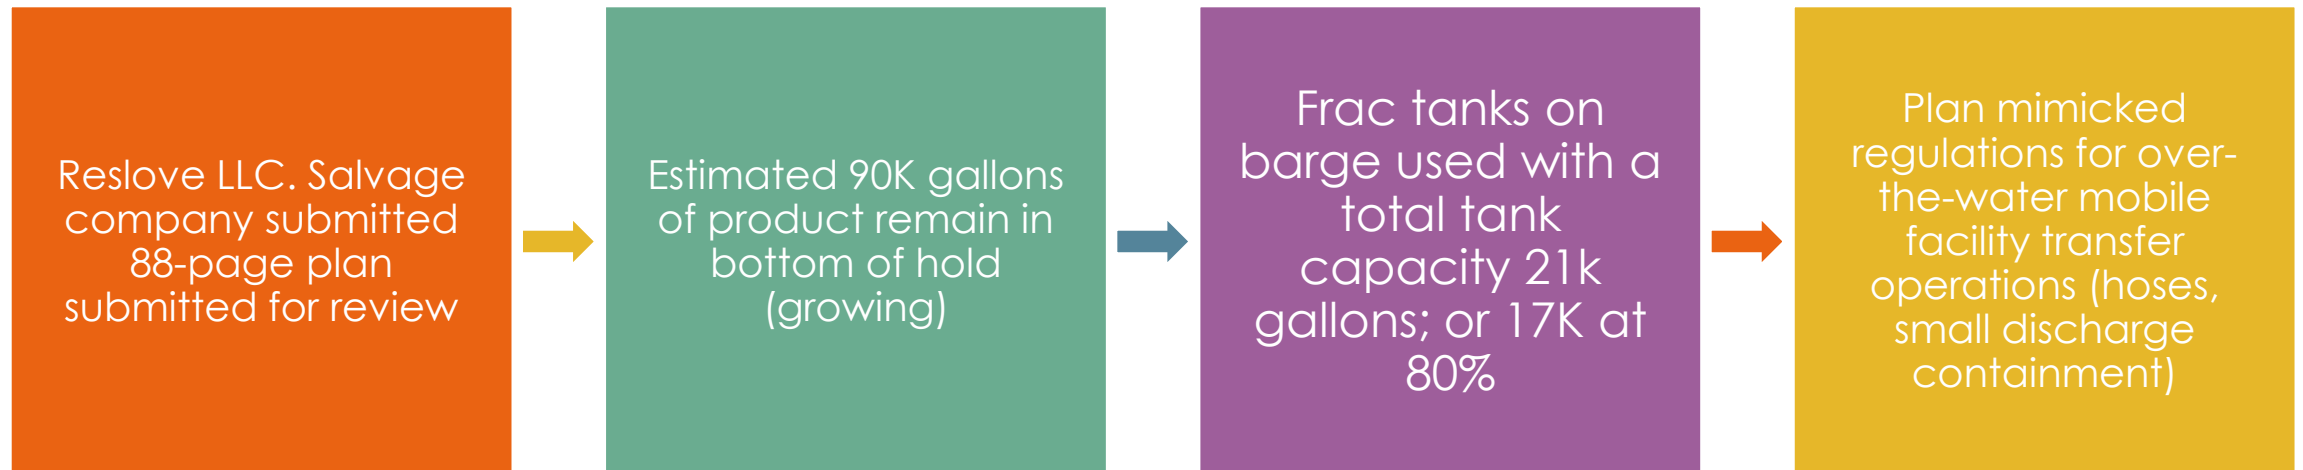 Reslove LLC. Salvage
company submitted
88-page plan
submitted for review
Estimated 90K gallons
of product remain in
bottom of hold
(growing)
Frac tanks on
barge used with a
total tank
capacity 21k
gallons; or 17K at
80%
Plan mimicked
regulations for over-
the-water mobile
facility transfer
operations (hoses,
small discharge
containment)